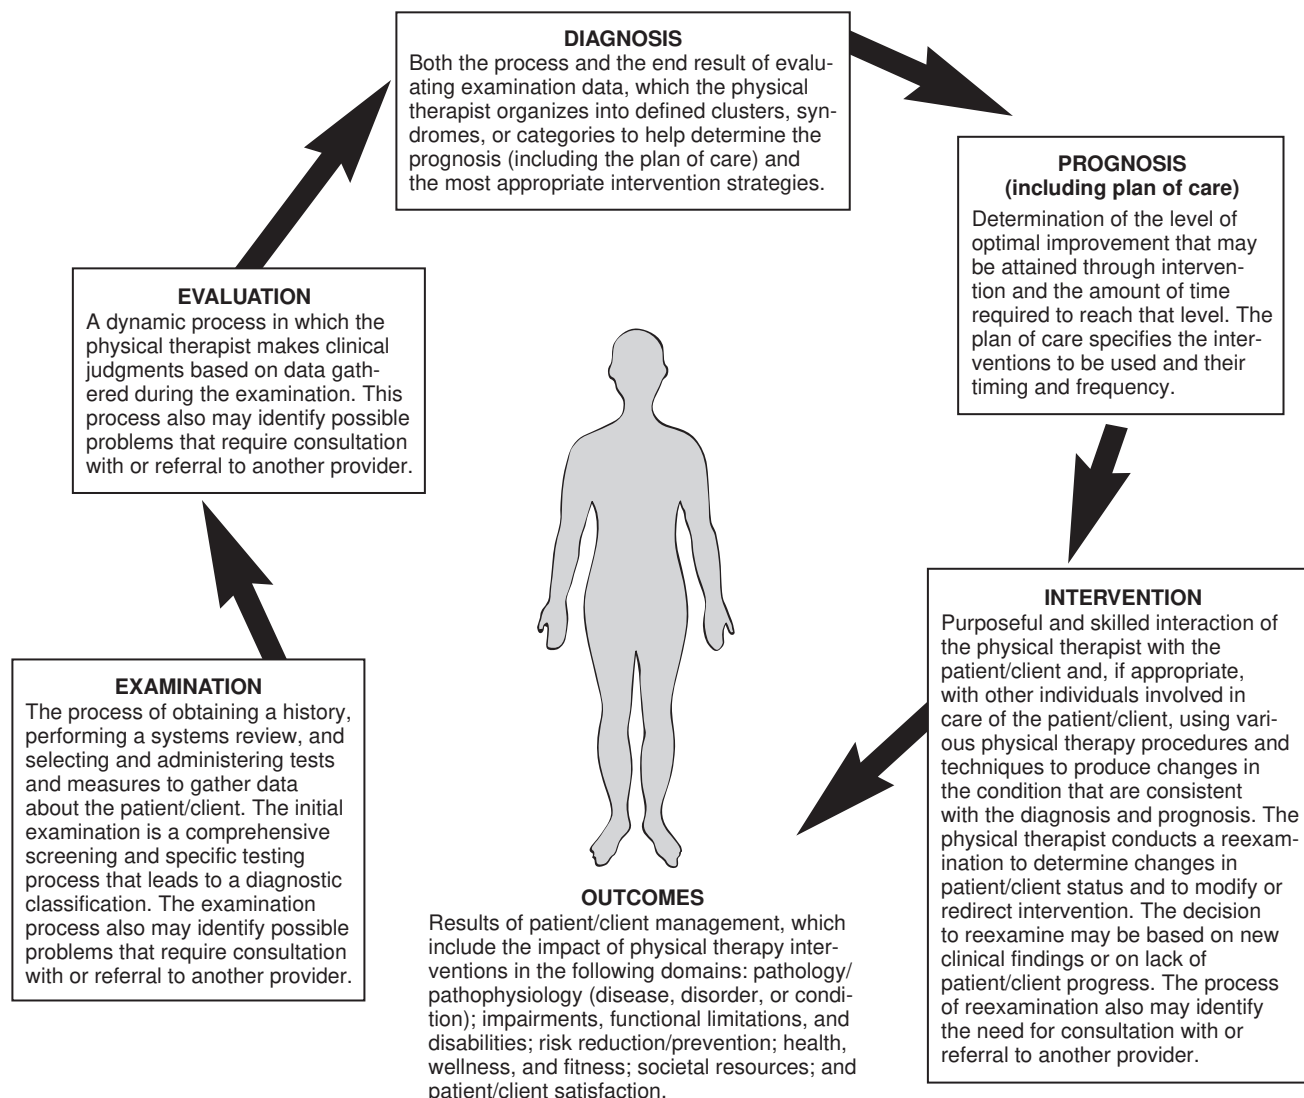 DIAGNOSIS
Both the process and the end result of evalu-
ating examination data, which the physical
therapist organizes into defined clusters, syn-
dromes, or categories to help determine the
prognosis (including the plan of care) and
the most appropriate intervention strategies.
PROGNOSIS
(including plan of care)
Determination of the level of
optimal improvement that may
be attained through interven-
tion and the amount of time
required to reach that level. The
plan of care specifies the inter-
ventions to be used and their
timing and frequency.
EVALUATION
A dynamic process in which the
physical therapist makes clinical
judgments based on data gath-
ered during the examination. This
process also may identify possible
problems that require consultation
with or referral to another provider.
INTERVENTION
Purposeful and skilled interaction of
the physical therapist with the
patient/client and, if appropriate,
with other individuals involved in
care of the patient/client, using vari-
ous physical therapy procedures and
techniques to produce changes in
the condition that are consistent
with the diagnosis and prognosis. The
physical therapist conducts a reexam-
ination to determine changes in
patient/client status and to modify or
redirect intervention. The decision
to reexamine may be based on new
clinical findings or on lack of
patient/client progress. The process
of reexamination also may identify
the need for consultation with or
referral to another provider.
EXAMINATION
The process of obtaining a history,
performing a systems review, and
selecting and administering tests
and measures to gather data
about the patient/client. The initial
examination is a comprehensive
screening and specific testing
process that leads to a diagnostic
classification. The examination
process also may identify possible
problems that require consultation
with or referral to another provider.
OUTCOMES
Results of patient/client management, which
include the impact of physical therapy inter-
ventions in the following domains: pathology/
pathophysiology (disease, disorder, or condi-
tion); impairments, functional limitations, and
disabilities; risk reduction/prevention; health,
wellness, and fitness; societal resources; and
patient/client satisfaction.